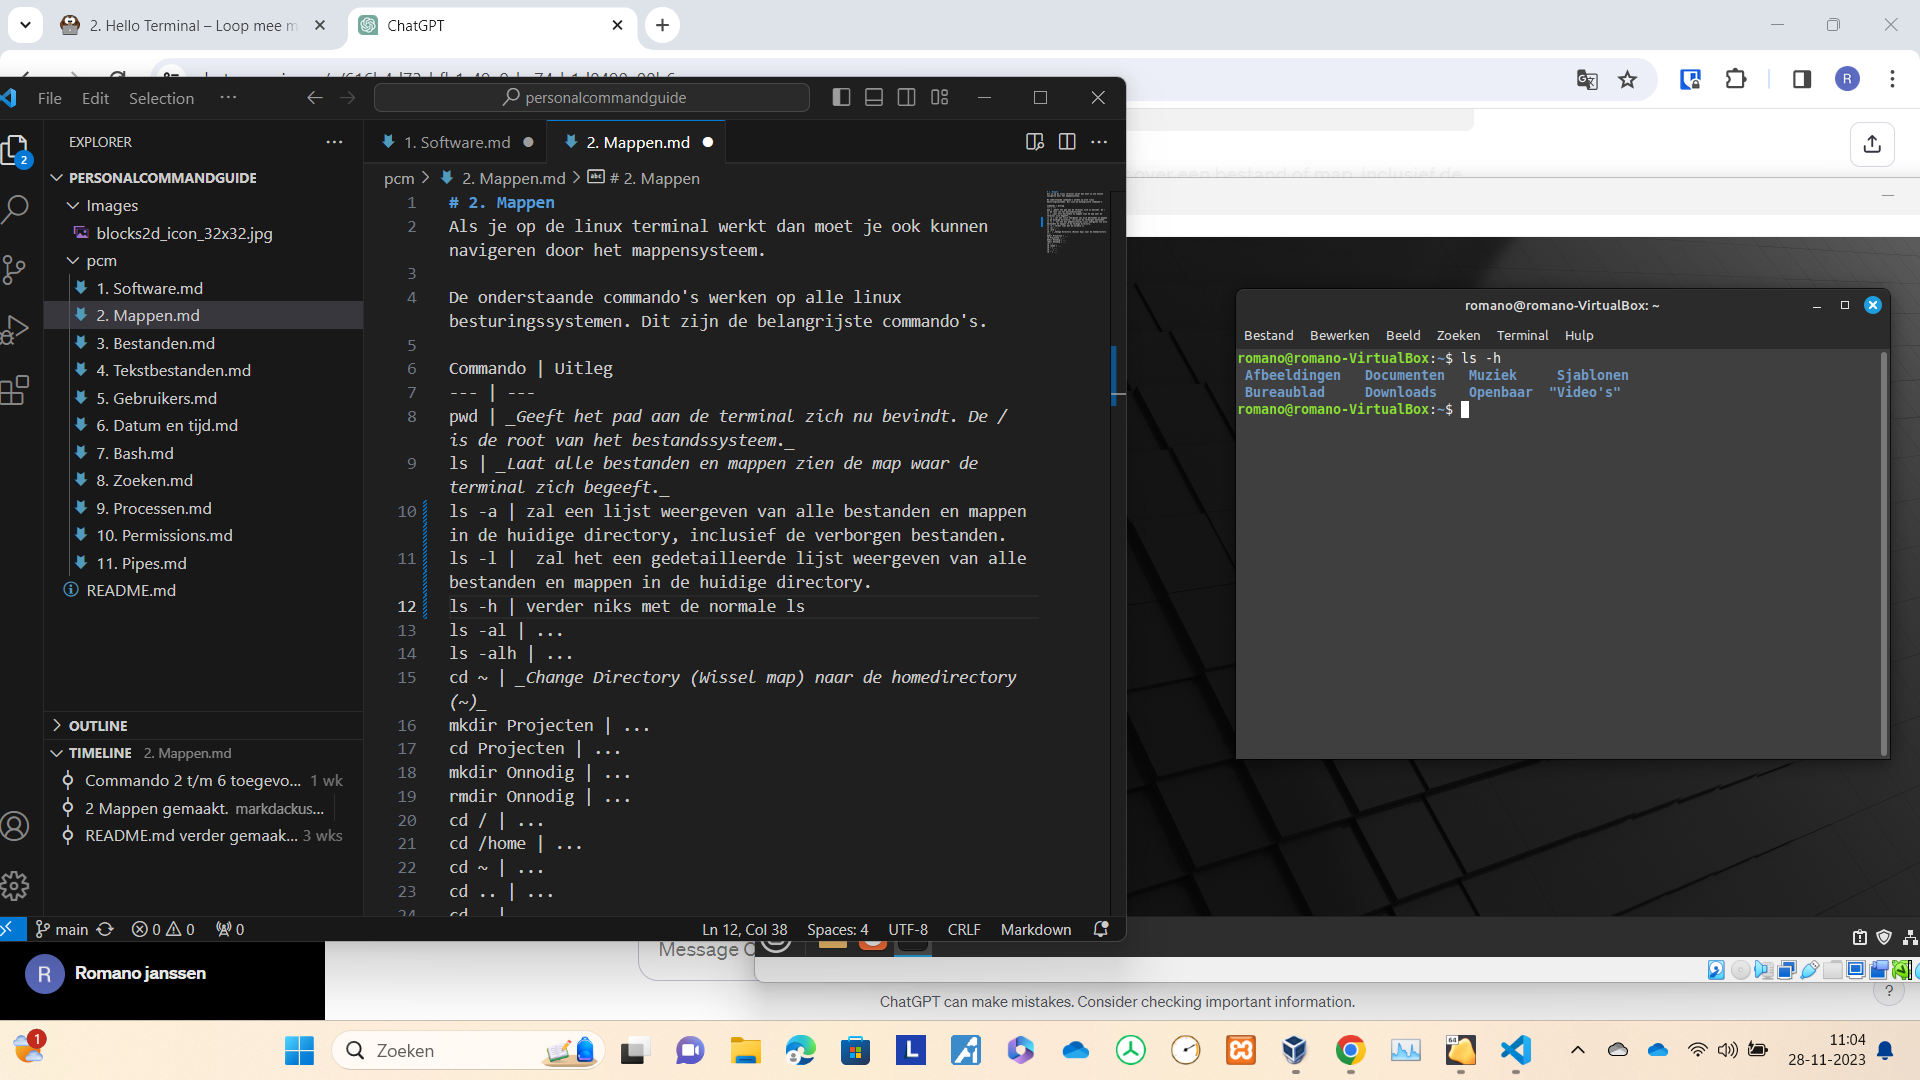 2. Hello Terminal – Loop mee m
ChatGPT
over een bestand of map, inclusief de
File
Edit
Selection
personalcommandguide
EXPLORER
1. Software.md
2. Mappen.md
2
PERSONALCOMMANDGUIDE
Images
blocks2d_icon_32x32.jpg
pcm
1. Software.md
2. Mappen.md
3. Bestanden.md
4. Tekstbestanden.md
5. Gebruikers.md
6. Datum en tijd.md
7. Bash.md
8. Zoeken.md
9. Processen.md
10. Permissions.md
11. Pipes.md
README.md
OUTLINE
TIMELINE 2. Mappen.md
Commando 2 t/m 6 toegevo... 1 wk
2 Mappen gemaakt. markdackus...
README.md verder gemaak... 3 wks
pcm > 2. Mappen.md > # 2. Mappen
1 # 2. Mappen
2 Als je op de linux terminal werkt dan moet je ook kunnen
navigeren door het mappensysteem.
3
4 De onderstaande commando's werken op alle linux
besturingssystemen. Dit zijn de belangrijste commando's.
5
6 Commando | Uitleg
7 --- | ---
8 pwd | _Geeft het pad aan de terminal zich nu bevindt. De /
is de root van het bestandssysteem._
9 ls | _Laat alle bestanden en mappen zien de map waar de
terminal zich begeeft._
10 ls -a | zal een lijst weergeven van alle bestanden en mappen
in de huidige directory, inclusief de verborgen bestanden.
11 ls -l |  zal het een gedetailleerde lijst weergeven van alle
bestanden en mappen in de huidige directory.
12 ls -h | verder niks met de normale ls
13 ls -al | ...
14 ls -alh | ...
15 cd ~ | _Change Directory (Wissel map) naar de homedirectory
(~)_
16 mkdir Projecten | ...
17 cd Projecten | ...
18 mkdir Onnodig | ...
19 rmdir Onnodig | ...
20 cd / | ...
21 cd /home | ...
22 cd ~ | ...
23 cd .. | ...
24 cd
main
0 0
0
Ln 12, Col 38
Spaces: 4
UTF-8
CRLF
Markdown
romano@romano-VirtualBox: ~
Bestand Bewerken Beeld Zoeken Terminal Hulp
romano@romano-VirtualBox:~$ ls -h
Afbeeldingen Documenten Muziek Sjablonen
Bureaublad Downloads Openbaar "Video's"
romano@romano-VirtualBox:~$
R
Romano janssen
Message C
ChatGPT can make mistakes. Consider checking important information.
?
R
1
Zoeken
L
64
11:04
28-11-2023